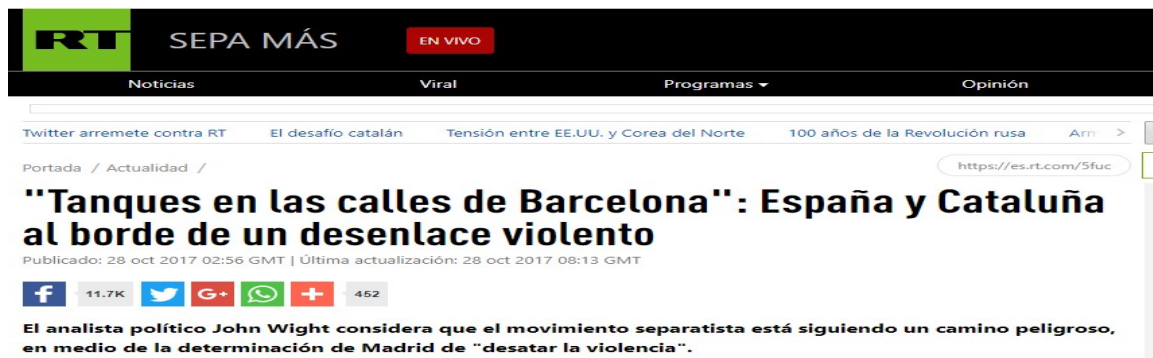 RT SEPA MÁS EN VIVO
Noticias Viral Programas Opinión
Twitter arremete contra RT El desafío catalán Tensión entre EE.UU. y Corea del Norte 100 años de la Revolución rusa >
Portada / Actualidad / https://es.rt.com/5fuc
"Tanques en las calles de Barcelona": España y Cataluña
al borde de un desenlace violento
Publicado: 28 oct 2017 02:56 GMT | Última actualización: 28 oct 2017 08:13 GMT
f 11.7K G+ + 452
El analista político John Wight considera que el movimiento separatista está siguiendo un camino peligroso,
en medio de la determinación de Madrid de "desatar la violencia".